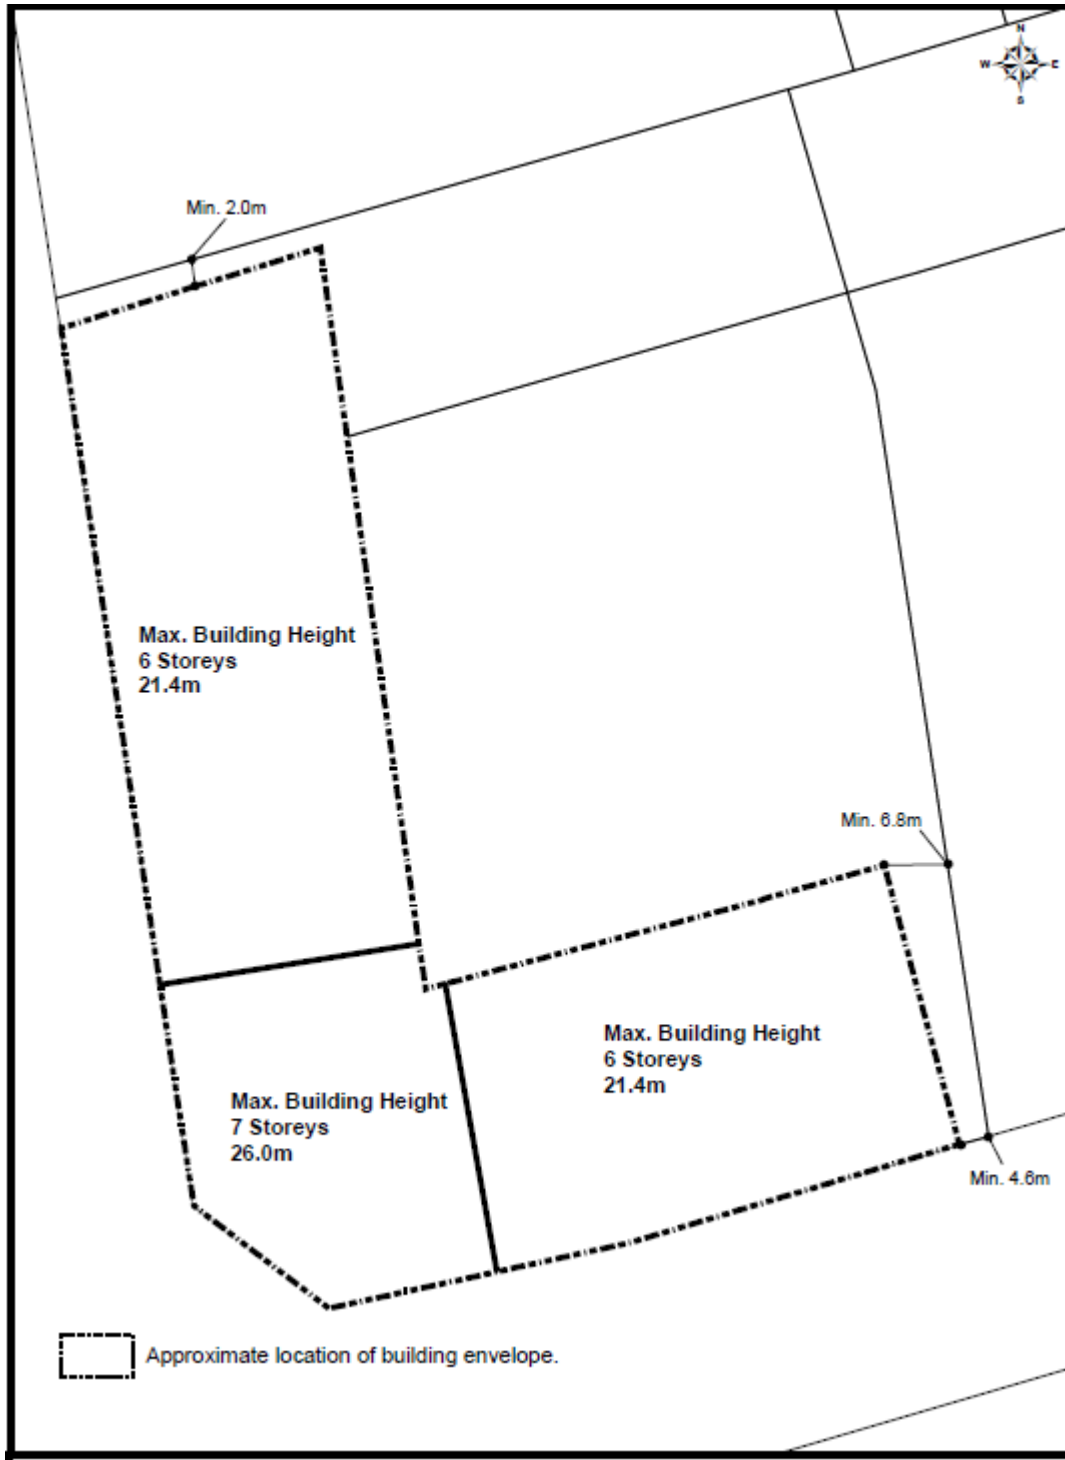 N
W E
S
Min. 2.0m
Max. Building Height
6 Storeys
21.4m
Min. 6.8m
Max. Building Height
6 Storeys
21.4m
Max. Building Height
7 Storeys
26.0m
Min. 4.6m
Approximate location of building envelope.